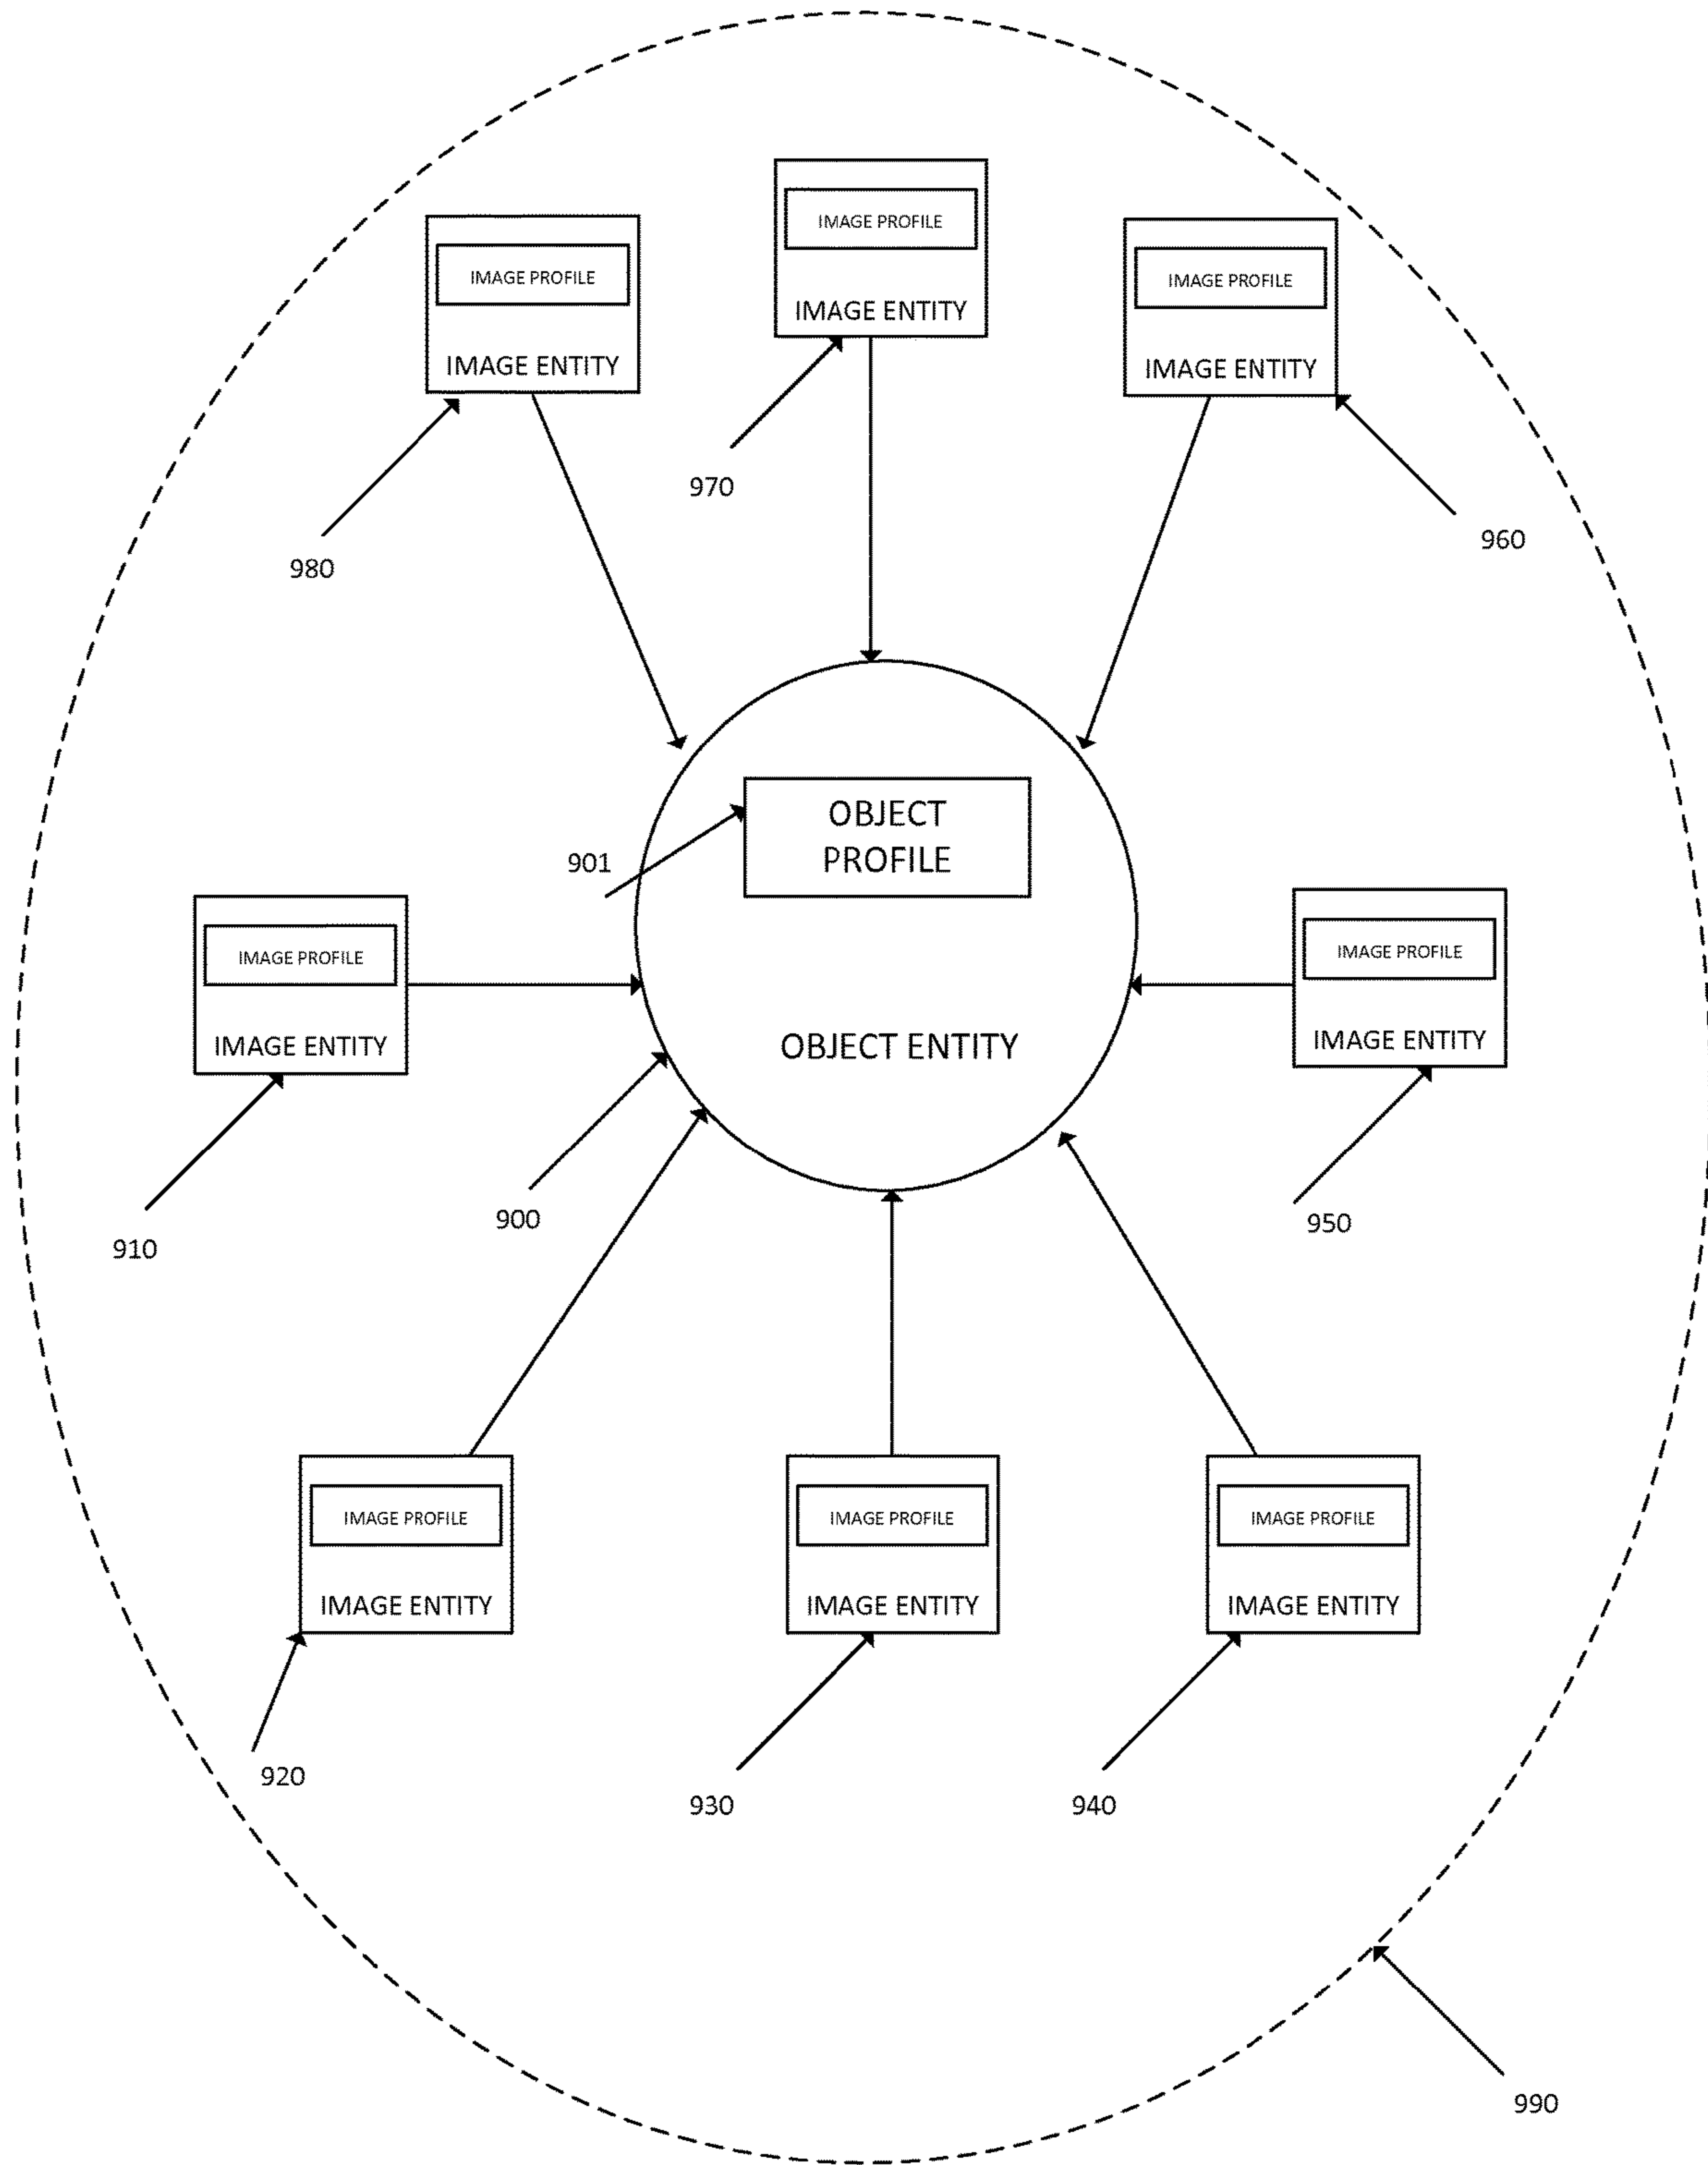 IMAGE PROFILE
IMAGE ENTITY
970
IMAGE PROFILE
IMAGE ENTITY
980
IMAGE PROFILE
IMAGE ENTITY
960
OBJECT
PROFILE
901
OBJECT ENTITY
900
IMAGE PROFILE
IMAGE ENTITY
910
IMAGE PROFILE
IMAGE ENTITY
950
IMAGE PROFILE
IMAGE ENTITY
920
IMAGE PROFILE
IMAGE ENTITY
930
IMAGE PROFILE
IMAGE ENTITY
940
990